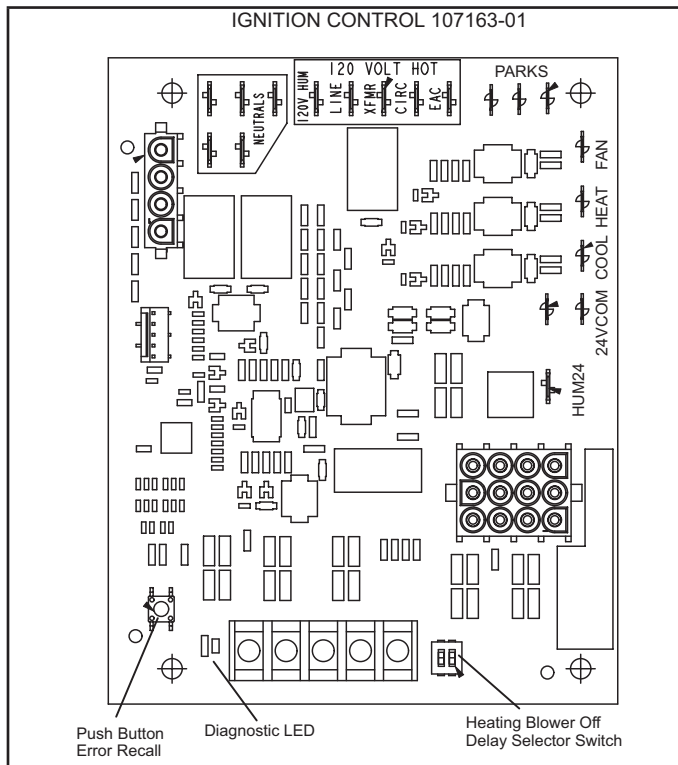 IGNITION CONTROL 107163-01
120 VOLT HOT
PARKS
NEUTRALS
120V HUM
LINE
XFMR
CIRC
EAC
FAN
HEAT
COOL
24VCOM
HUM24
Push Button
Error Recall
Diagnostic LED
Heating Blower Off
Delay Selector Switch